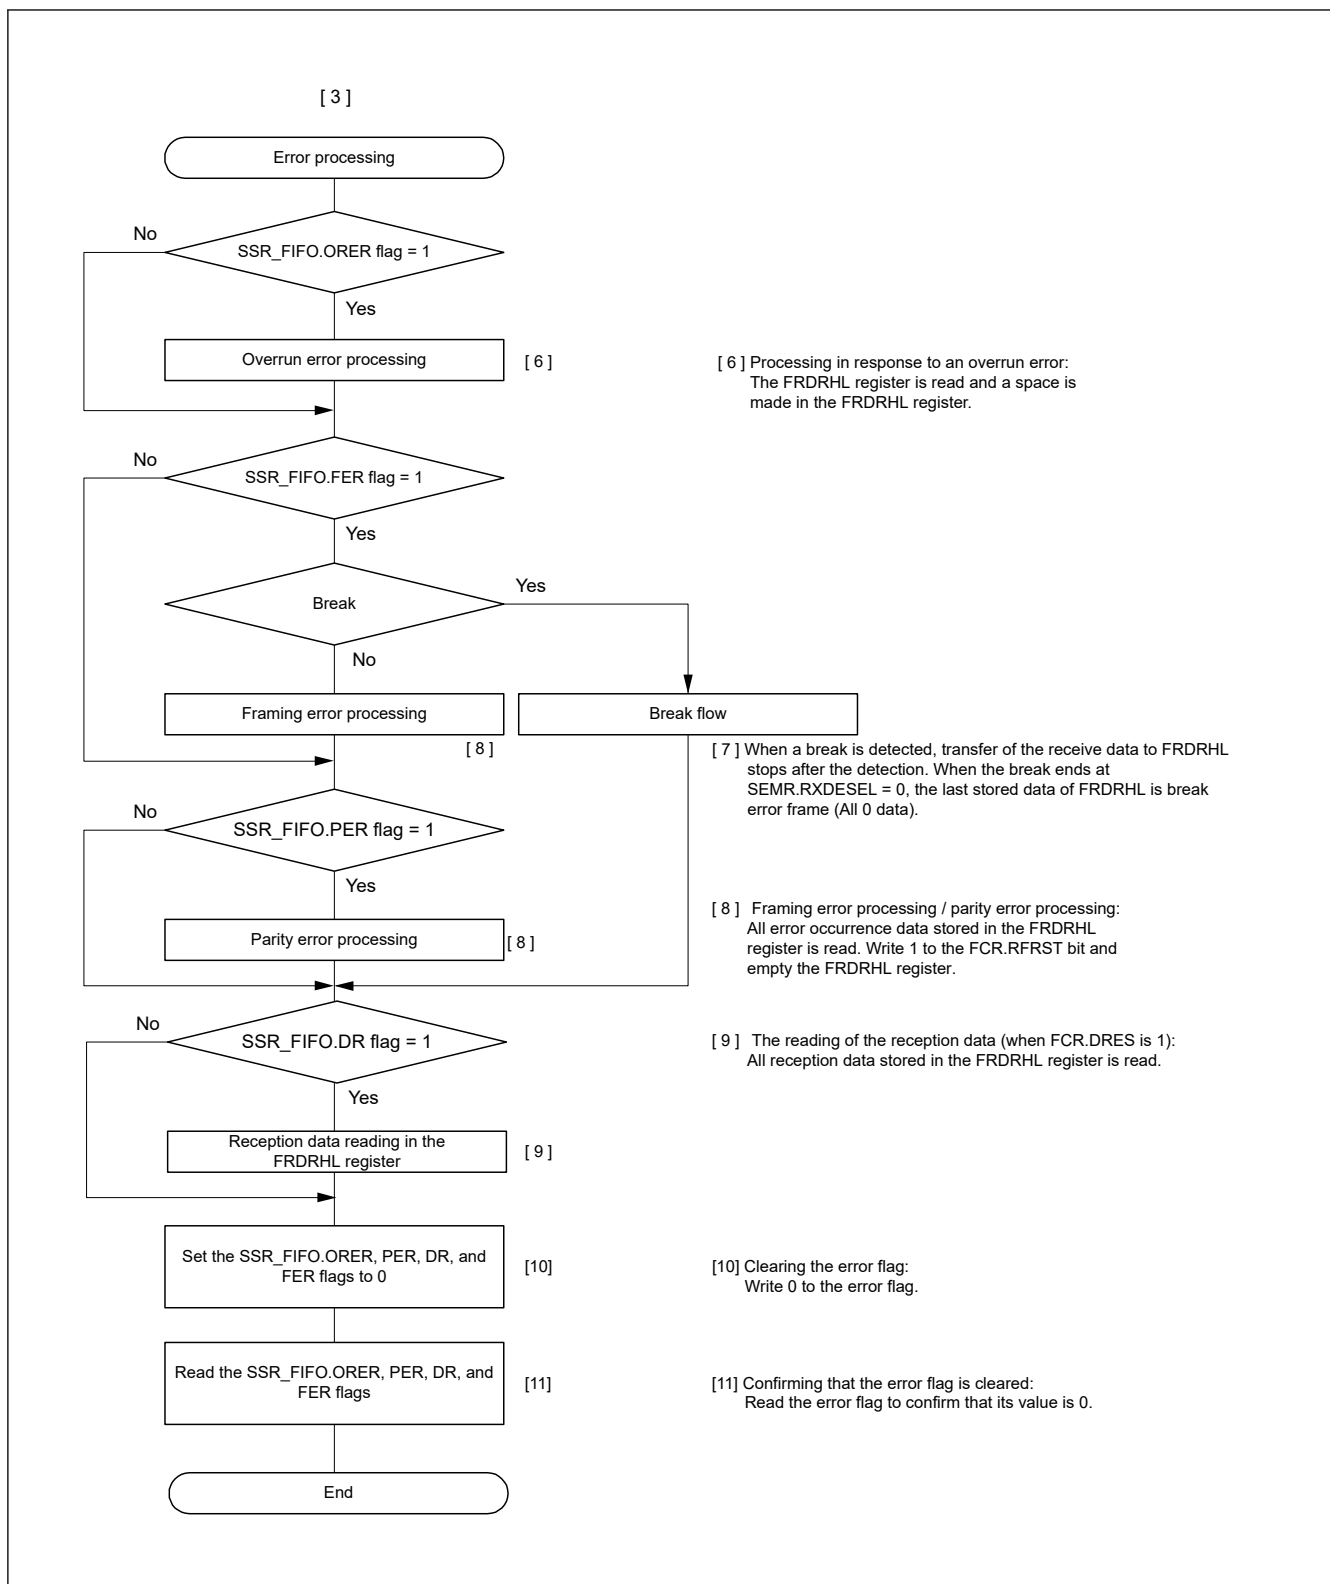 [ 3 ]
Error processing
No
SSR_FIFO.ORER flag = 1
Yes
Overrun error processing
[ 6 ]
[ 6 ] Processing in response to an overrun error:
The FRDRHL register is read and a space is
made in the FRDRHL register.
No
SSR_FIFO.FER flag = 1
Yes
Break
Yes
No
Framing error processing
Break flow
[ 8 ]
[ 7 ] When a break is detected, transfer of the receive data to FRDRHL
stops after the detection. When the break ends at
SEMR.RXDESEL = 0, the last stored data of FRDRHL is break
error frame (All 0 data).
No
SSR_FIFO.PER flag = 1
Yes
Parity error processing
[ 8 ]
[ 8 ] Framing error processing / parity error processing:
All error occurrence data stored in the FRDRHL
register is read. Write 1 to the FCR.RFRST bit and
empty the FRDRHL register.
No
SSR_FIFO.DR flag = 1
Yes
[ 9 ] The reading of the reception data (when FCR.DRES is 1):
All reception data stored in the FRDRHL register is read.
Reception data reading in the
FRDRHL register
[ 9 ]
Set the SSR_FIFO.ORER, PER, DR, and
FER flags to 0
[10]
[10] Clearing the error flag:
Write 0 to the error flag.
Read the SSR_FIFO.ORER, PER, DR, and
FER flags
[11]
[11] Confirming that the error flag is cleared:
Read the error flag to confirm that its value is 0.
End